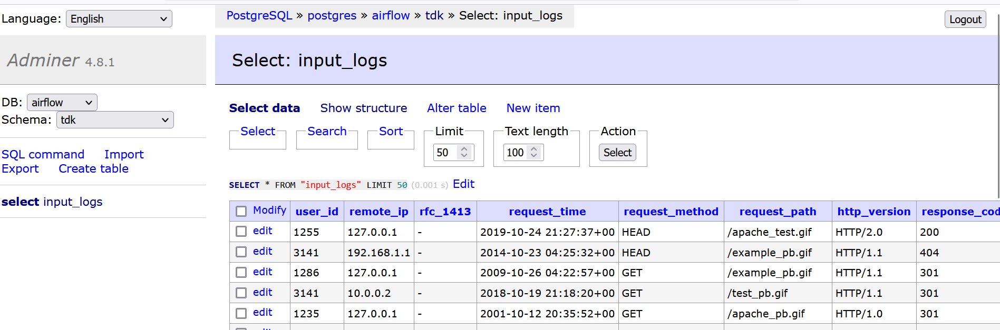 Language: English
PostgreSQL » postgres » airflow » tdk » Select: input_logs
Logout
Adminer 4.8.1
Select: input_logs
DB: airflow
Schema: tdk
SQL command Import
Export Create table
select input_logs
Select data Show structure Alter table New item
Select Search Sort Limit Text length Action
50 100 Select
SELECT * FROM "input_logs" LIMIT 50 (0.001 s) Edit
Modify user_id remote_ip rfc_1413 request_time request_method request_path http_version response_cod
edit 1255 127.0.0.1 - 2019-10-24 21:27:37+00 HEAD /apache_test.gif HTTP/2.0 200
edit 3141 192.168.1.1 - 2014-10-23 04:25:32+00 HEAD /example_pb.gif HTTP/1.1 404
edit 1286 127.0.0.1 - 2009-10-26 04:22:57+00 GET /example_pb.gif HTTP/1.1 301
edit 3141 10.0.0.2 - 2018-10-19 21:18:20+00 GET /test_pb.gif HTTP/1.1 301
edit 1235 127.0.0.1 - 2001-10-12 20:35:52+00 GET /apache_pb.gif HTTP/1.0 301